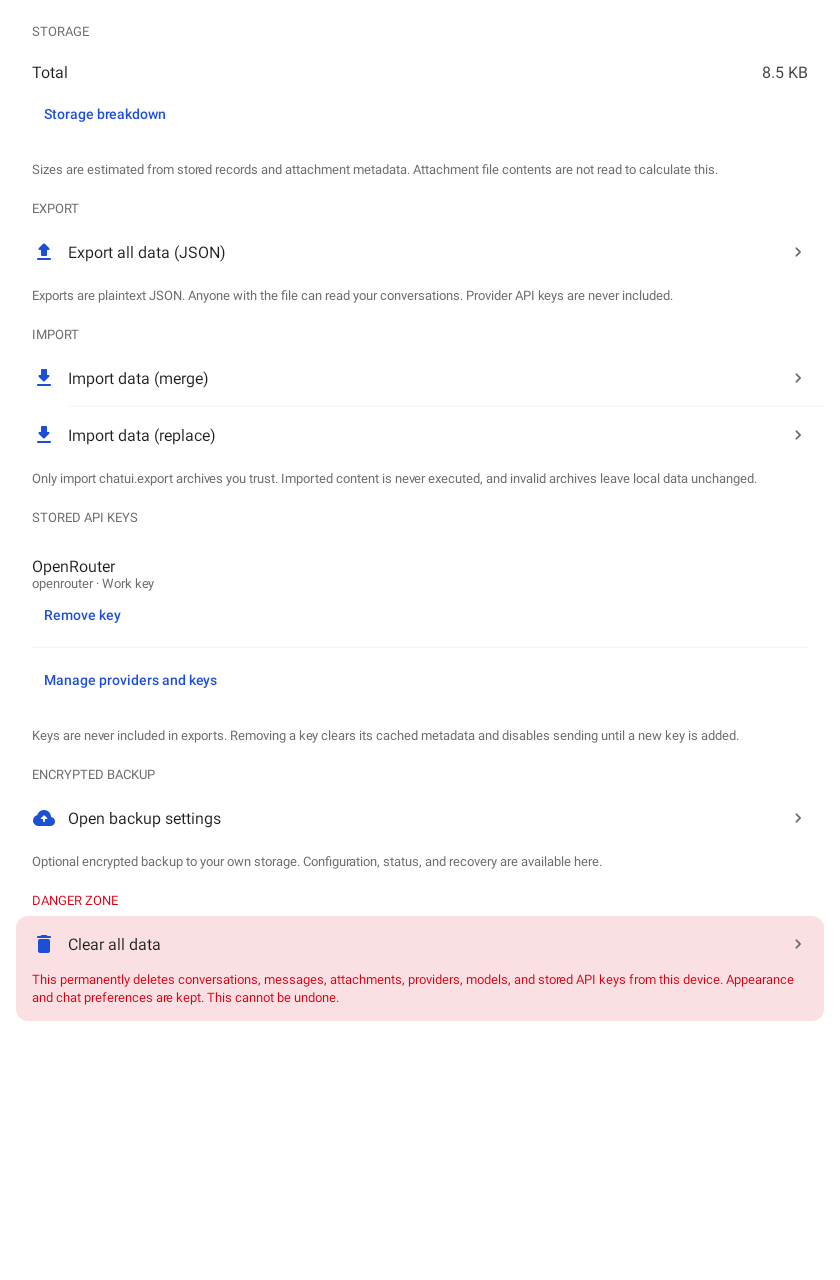 STORAGE
Total 8.5 KB
Storage breakdown
Sizes are estimated from stored records and attachment metadata. Attachment file contents are not read to calculate this.
EXPORT
Export all data (JSON)
Exports are plaintext JSON. Anyone with the file can read your conversations. Provider API keys are never included.
IMPORT
Import data (merge)
Import data (replace)
Only import chatui.export archives you trust. Imported content is never executed, and invalid archives leave local data unchanged.
STORED API KEYS
OpenRouter
openrouter · Work key
Remove key
Manage providers and keys
Keys are never included in exports. Removing a key clears its cached metadata and disables sending until a new key is added.
ENCRYPTED BACKUP
Open backup settings
Optional encrypted backup to your own storage. Configuration, status, and recovery are available here.
DANGER ZONE
Clear all data
This permanently deletes conversations, messages, attachments, providers, models, and stored API keys from this device. Appearance
and chat preferences are kept. This cannot be undone.